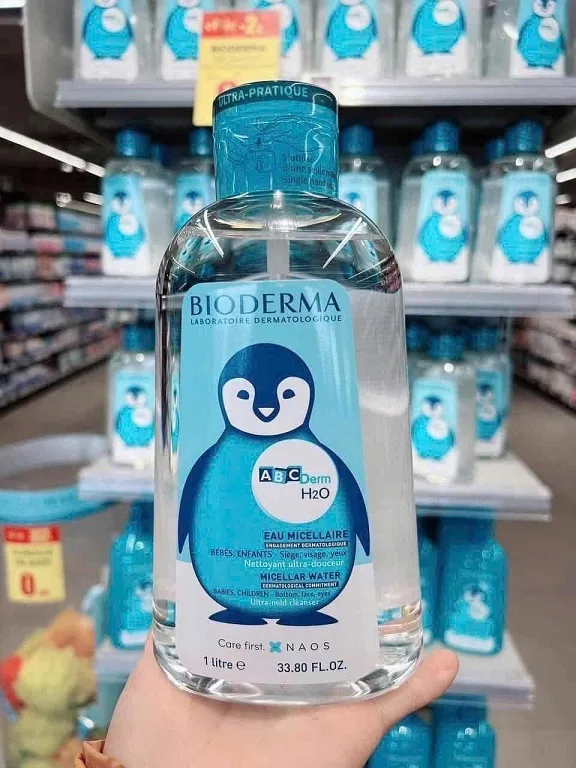 ULTRA-PRATIQUE
BIODERMA
LABORATOIRE DERMATOLOGIQUE
ABCDerm
H2O
EAU MICELLAIRE
ENGAGEMENT DERMATOLOGIQUE
BÉBÉS, ENFANTS - Siège, visage, yeux
Nettoyant ultra-douceur
MICELLAR WATER
DERMATOLOGICAL COMMITMENT
BABIES, CHILDREN - Bottom, face, eyes
Ultra-mild cleanser
Care first. NAOS
1 litre e 33.80 FL.OZ.